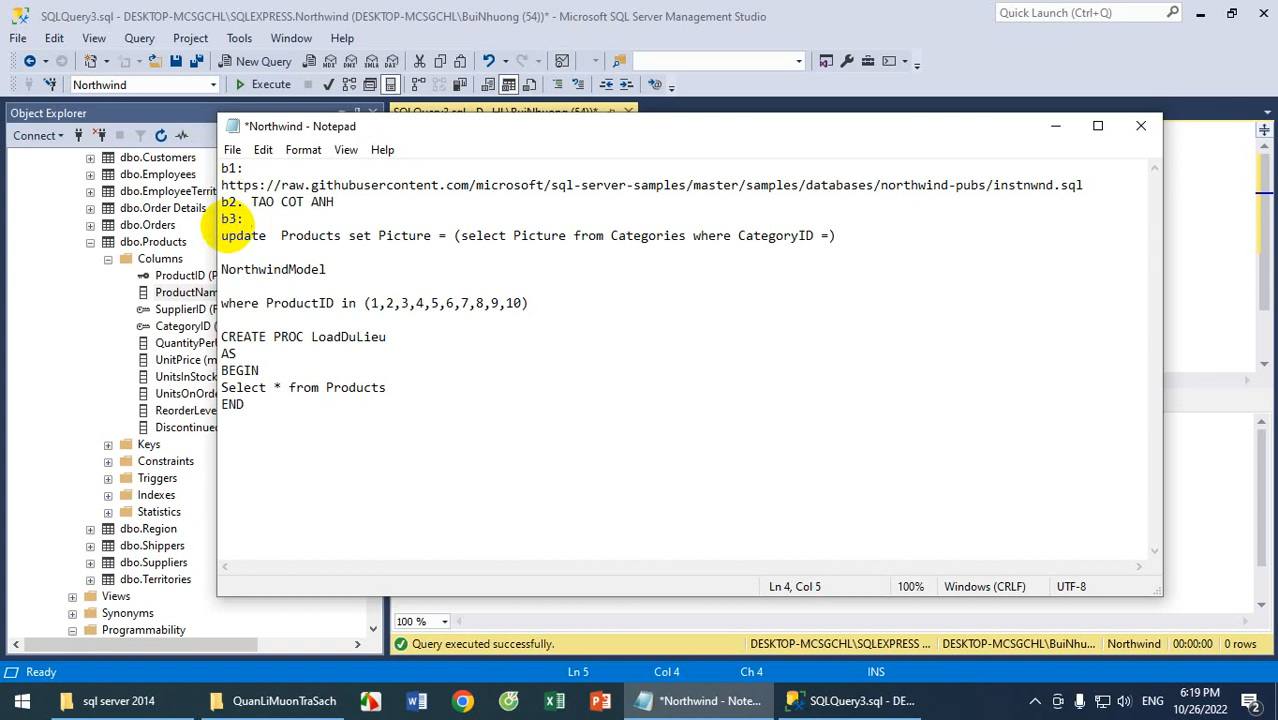 SQLQuery3.sql - DESKTOP-MCSGCHL\SQLEXPRESS.Northwind (DESKTOP-MCSGCHL\BuiNhuong (54))* - Microsoft SQL Server Management Studio
Quick Launch (Ctrl+Q)
File Edit View Query Project Tools Window Help
New Query
Northwind
Execute
Object Explorer
SQLQuery3.sql - D...HL\BuiNhuong (54))*
Connect
*Northwind - Notepad
File Edit Format View Help
b1:
https://raw.githubusercontent.com/microsoft/sql-server-samples/master/samples/databases/northwind-pubs/instnwnd.sql
b2. TAO COT ANH
b3:
update  Products set Picture = (select Picture from Categories where CategoryID =)
NorthwindModel
where ProductID in (1,2,3,4,5,6,7,8,9,10)
CREATE PROC LoadDuLieu
AS
BEGIN
Select * from Products
END
Ln 4, Col 5
100%
Windows (CRLF)
UTF-8
dbo.Customers
dbo.Employees
dbo.EmployeeTerrit
dbo.Order Details
dbo.Orders
dbo.Products
Columns
ProductID (P
ProductNam
SupplierID (F
CategoryID (
QuantityPerU
UnitPrice (m
UnitsInStock
UnitsOnOrde
ReorderLeve
Discontinued
Keys
Constraints
Triggers
Indexes
Statistics
dbo.Region
dbo.Shippers
dbo.Suppliers
dbo.Territories
Views
Synonyms
Programmability
100 %
Query executed successfully.
DESKTOP-MCSGCHL\SQLEXPRESS ...
DESKTOP-MCSGCHL\BuiNhu...
Northwind
00:00:00
0 rows
Ready
Ln 5
Col 4
Ch 4
INS
sql server 2014
QuanLiMuonTraSach
*Northwind - Note...
SQLQuery3.sql - DE...
ENG
6:19 PM
10/26/2022
2